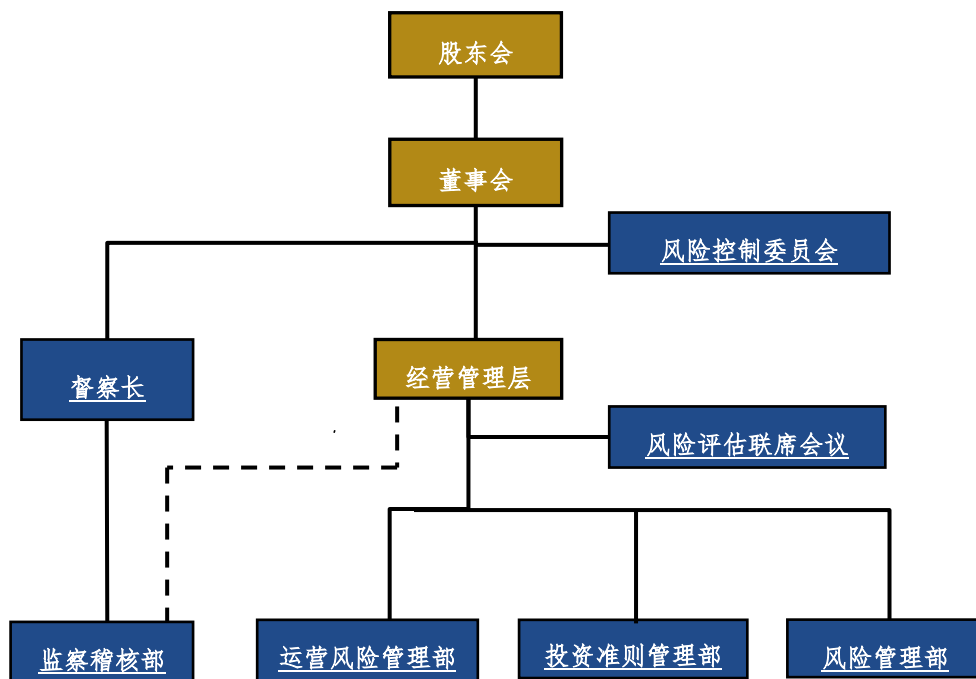 股东会
董事会
风险控制委员会
督察长
经营管理层
风险评估联席会议
监察稽核部
运营风险管理部
投资准则管理部
风险管理部